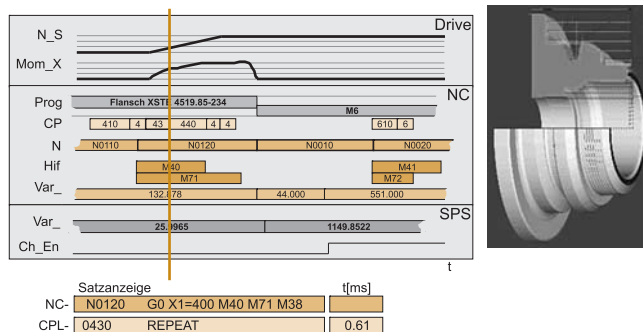 Drive
N_S
Mom_X
NC
Prog Flansch XSTE 4519.85-234
M6
CP 410 4 43 440 4 4 610 6
N N0110 N0120 N0010 N0020
Hif M40 M41
M71 M72
Var_ 132.878 44.000 551.000
SPS
Var_ 25.9965 1149.8522
Ch_En
t
Satzanzeige t[ms]
NC- N0120 G0 X1=400 M40 M71 M38
CPL- 0430 REPEAT 0.61